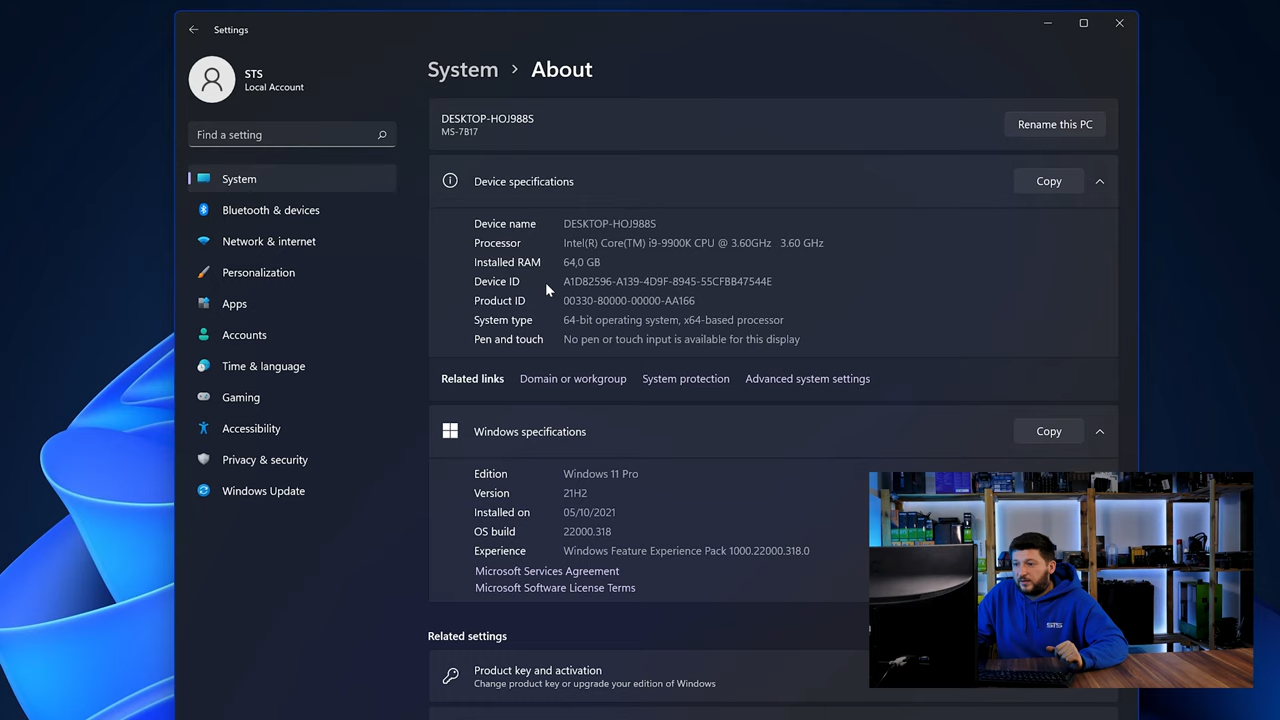 Settings
STS
Local Account
Find a setting
System
Bluetooth & devices
Network & internet
Personalization
Apps
Accounts
Time & language
Gaming
Accessibility
Privacy & security
Windows Update
System > About
DESKTOP-HOJ988S
MS-7B17
Rename this PC
Device specifications
Copy
Device name DESKTOP-HOJ988S
Processor Intel(R) Core(TM) i9-9900K CPU @ 3.60GHz 3.60 GHz
Installed RAM 64,0 GB
Device ID A1D82596-A139-4D9F-8945-55CFBB47544E
Product ID 00330-80000-00000-AA166
System type 64-bit operating system, x64-based processor
Pen and touch No pen or touch input is available for this display
Related links Domain or workgroup System protection Advanced system settings
Windows specifications
Copy
Edition Windows 11 Pro
Version 21H2
Installed on 05/10/2021
OS build 22000.318
Experience Windows Feature Experience Pack 1000.22000.318.0
Microsoft Services Agreement
Microsoft Software License Terms
Related settings
Product key and activation
Change product key or upgrade your edition of Windows
STS